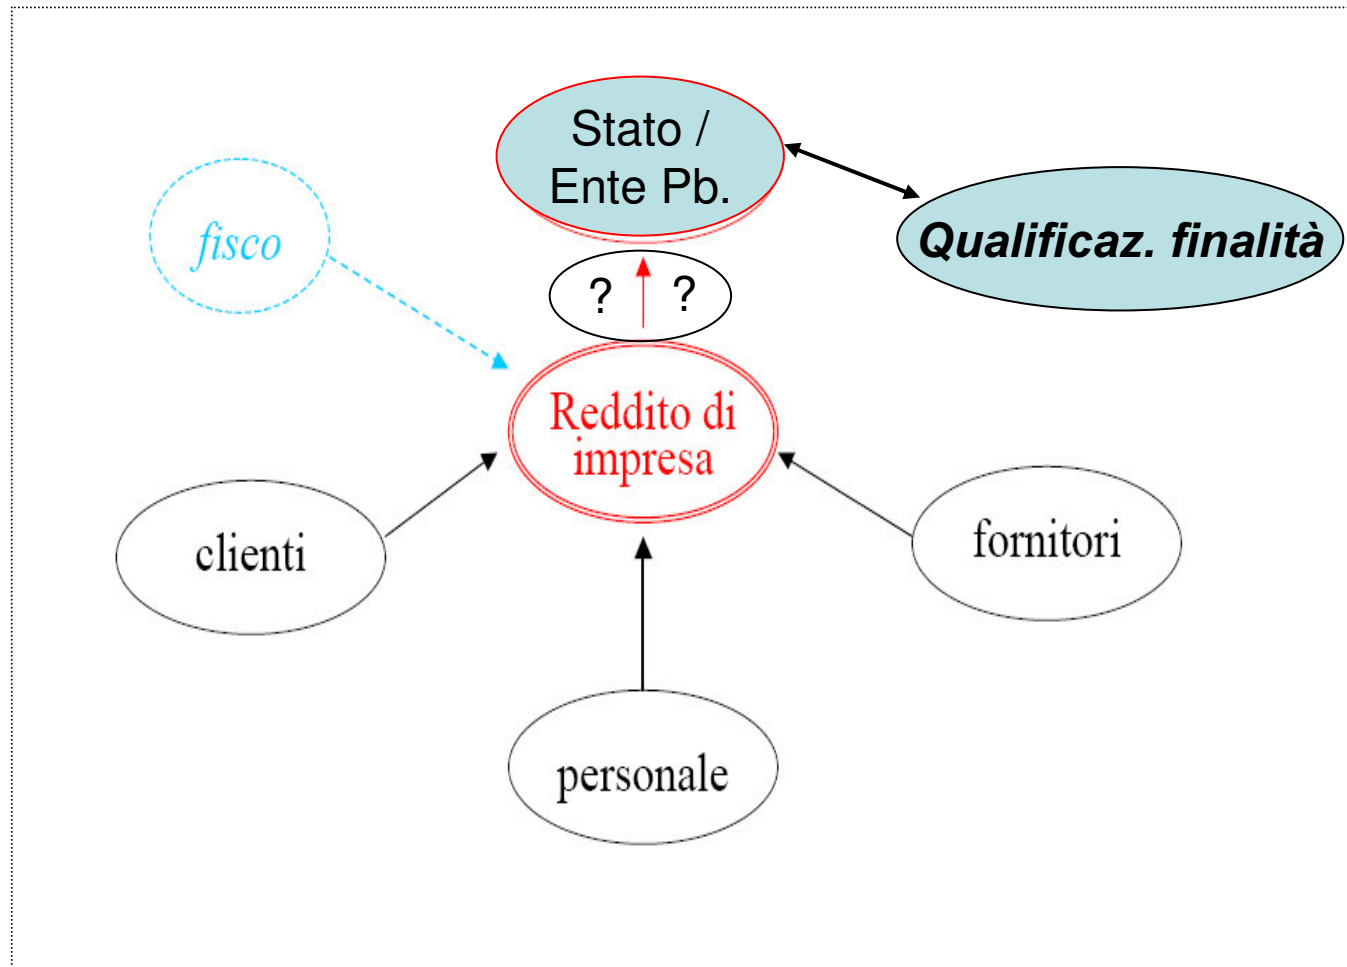 Stato /
Ente Pb.
fisco
Qualificaz. finalità
? ?
Reddito di
impresa
clienti
fornitori
personale